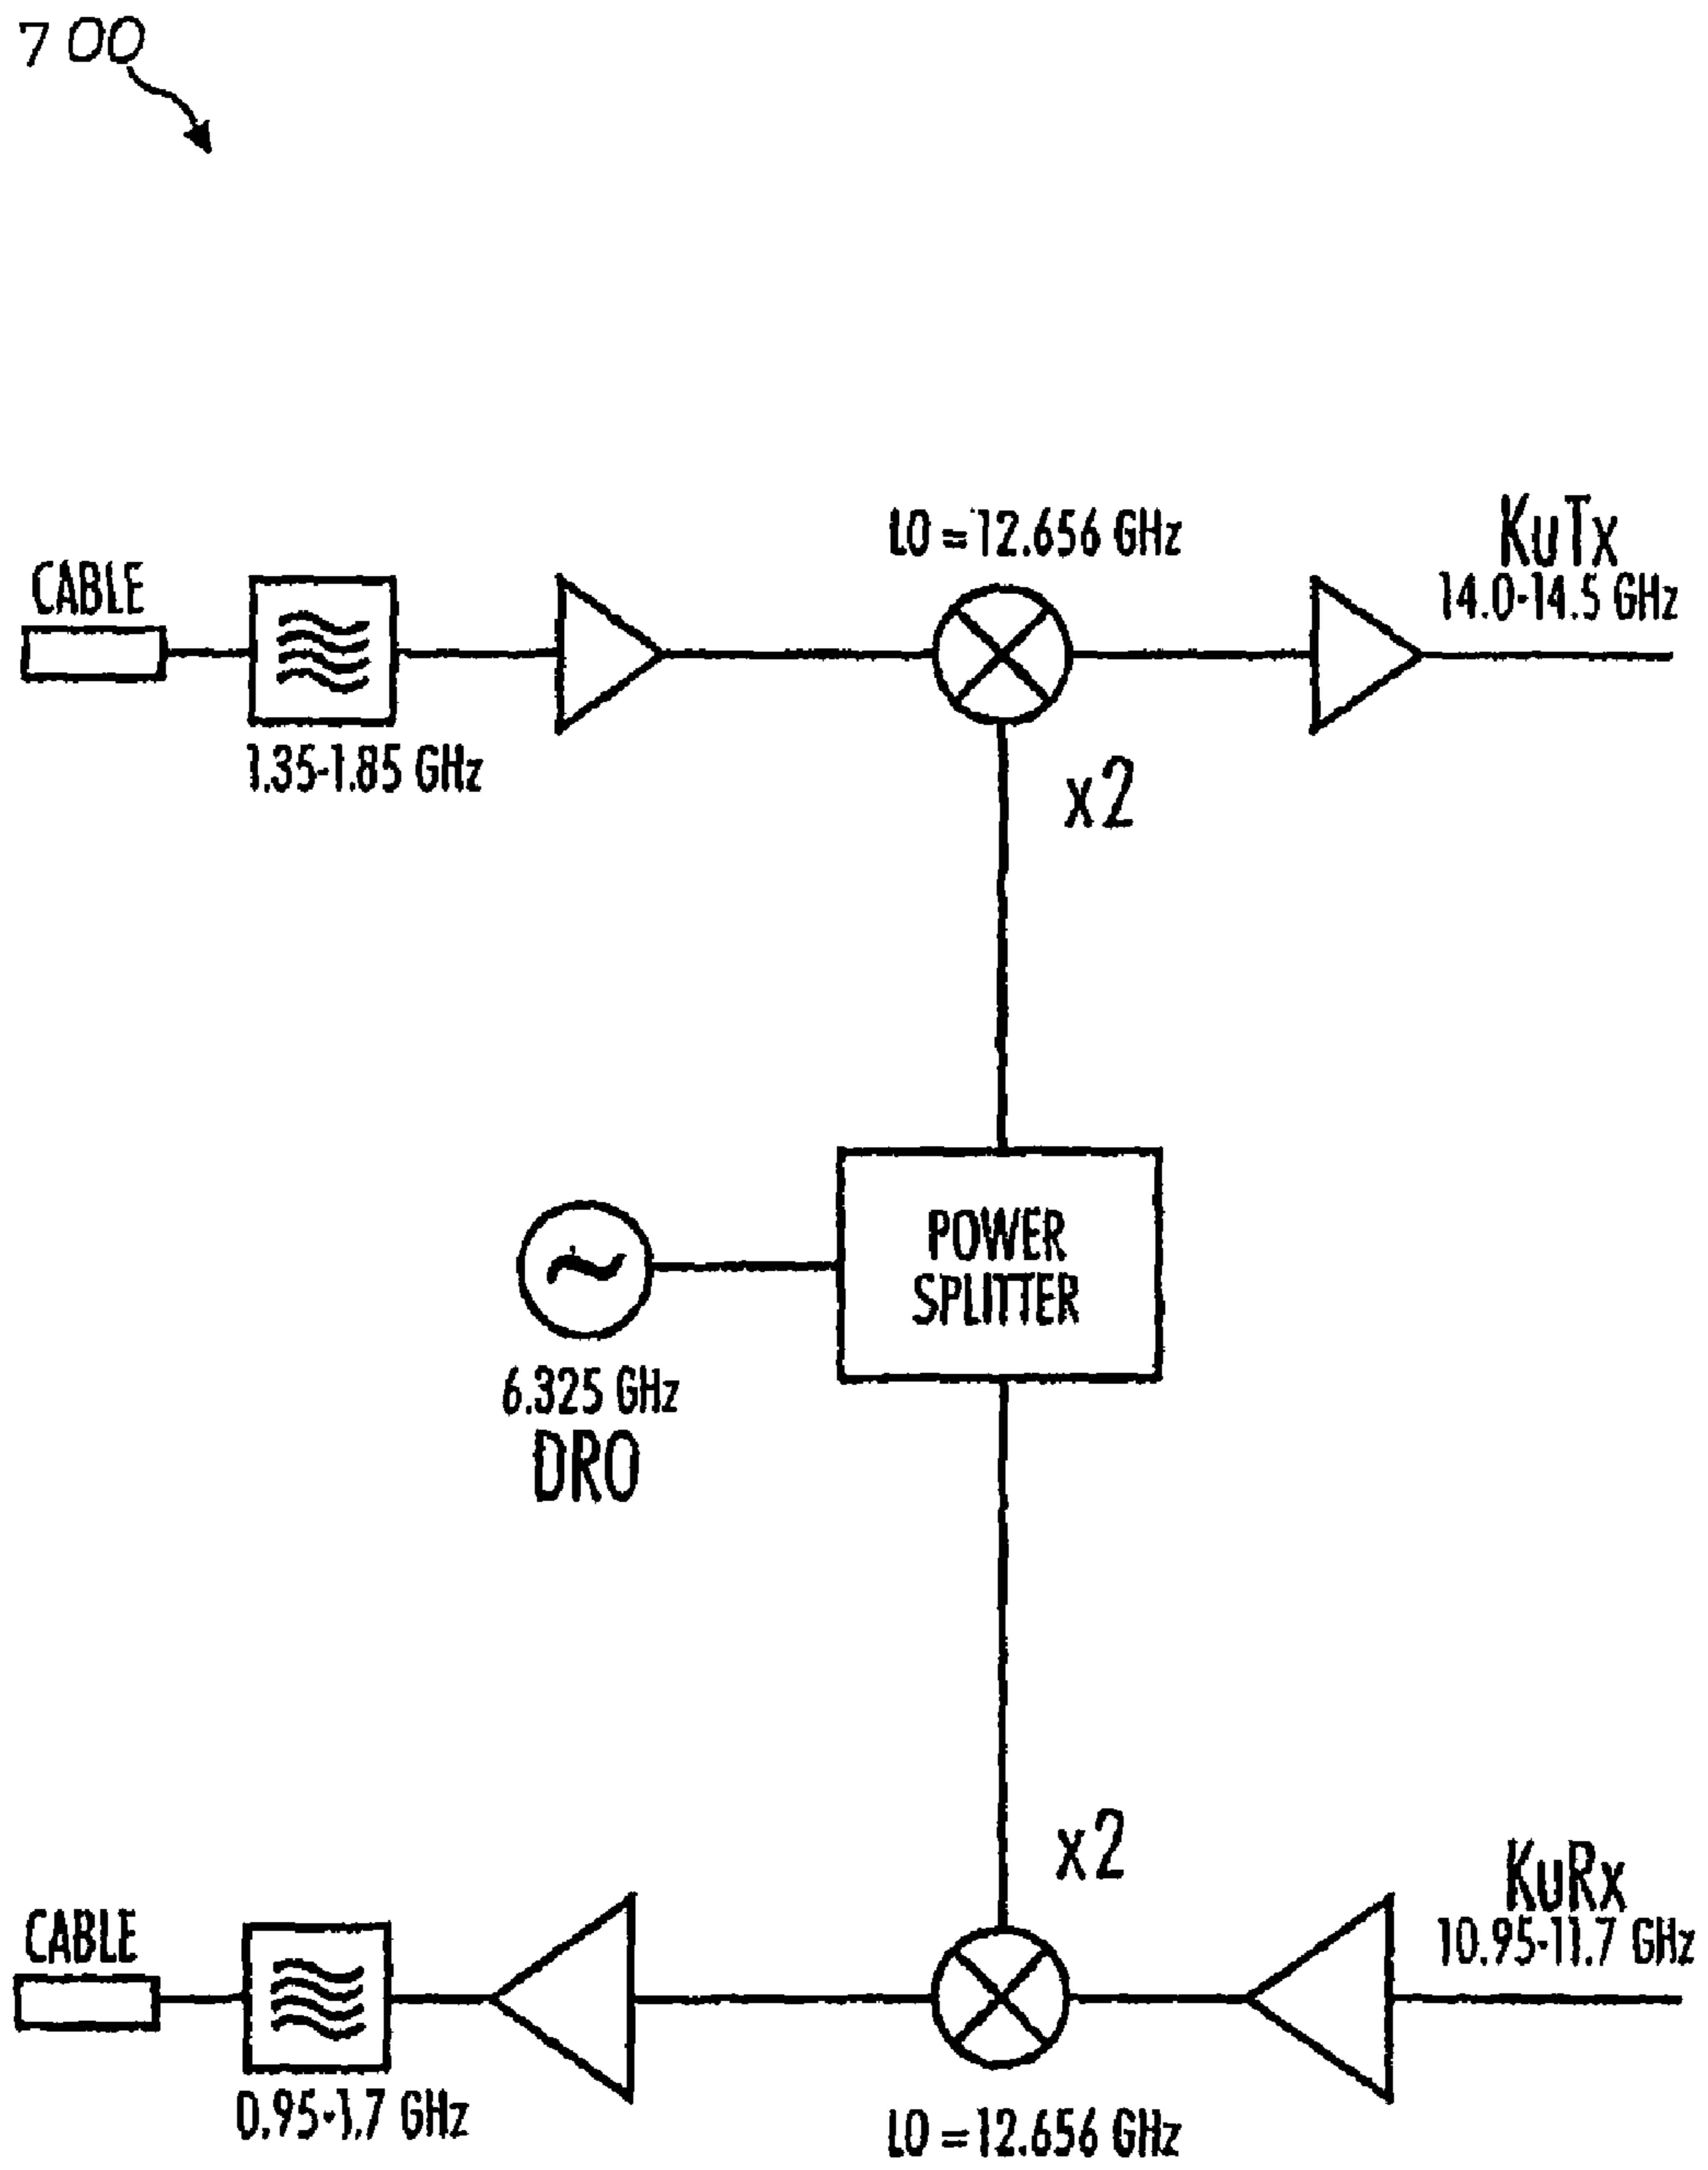 700
LO = 12.656 GHz
KuTx
14.0-14.5 GHz
CABLE
1.35-1.85 GHz
x2
POWER
SPLITTER
6.325 GHz
DRO
x2
KuRx
10.95-11.7 GHz
CABLE
0.95-1.7 GHz
LO = 12.656 GHz